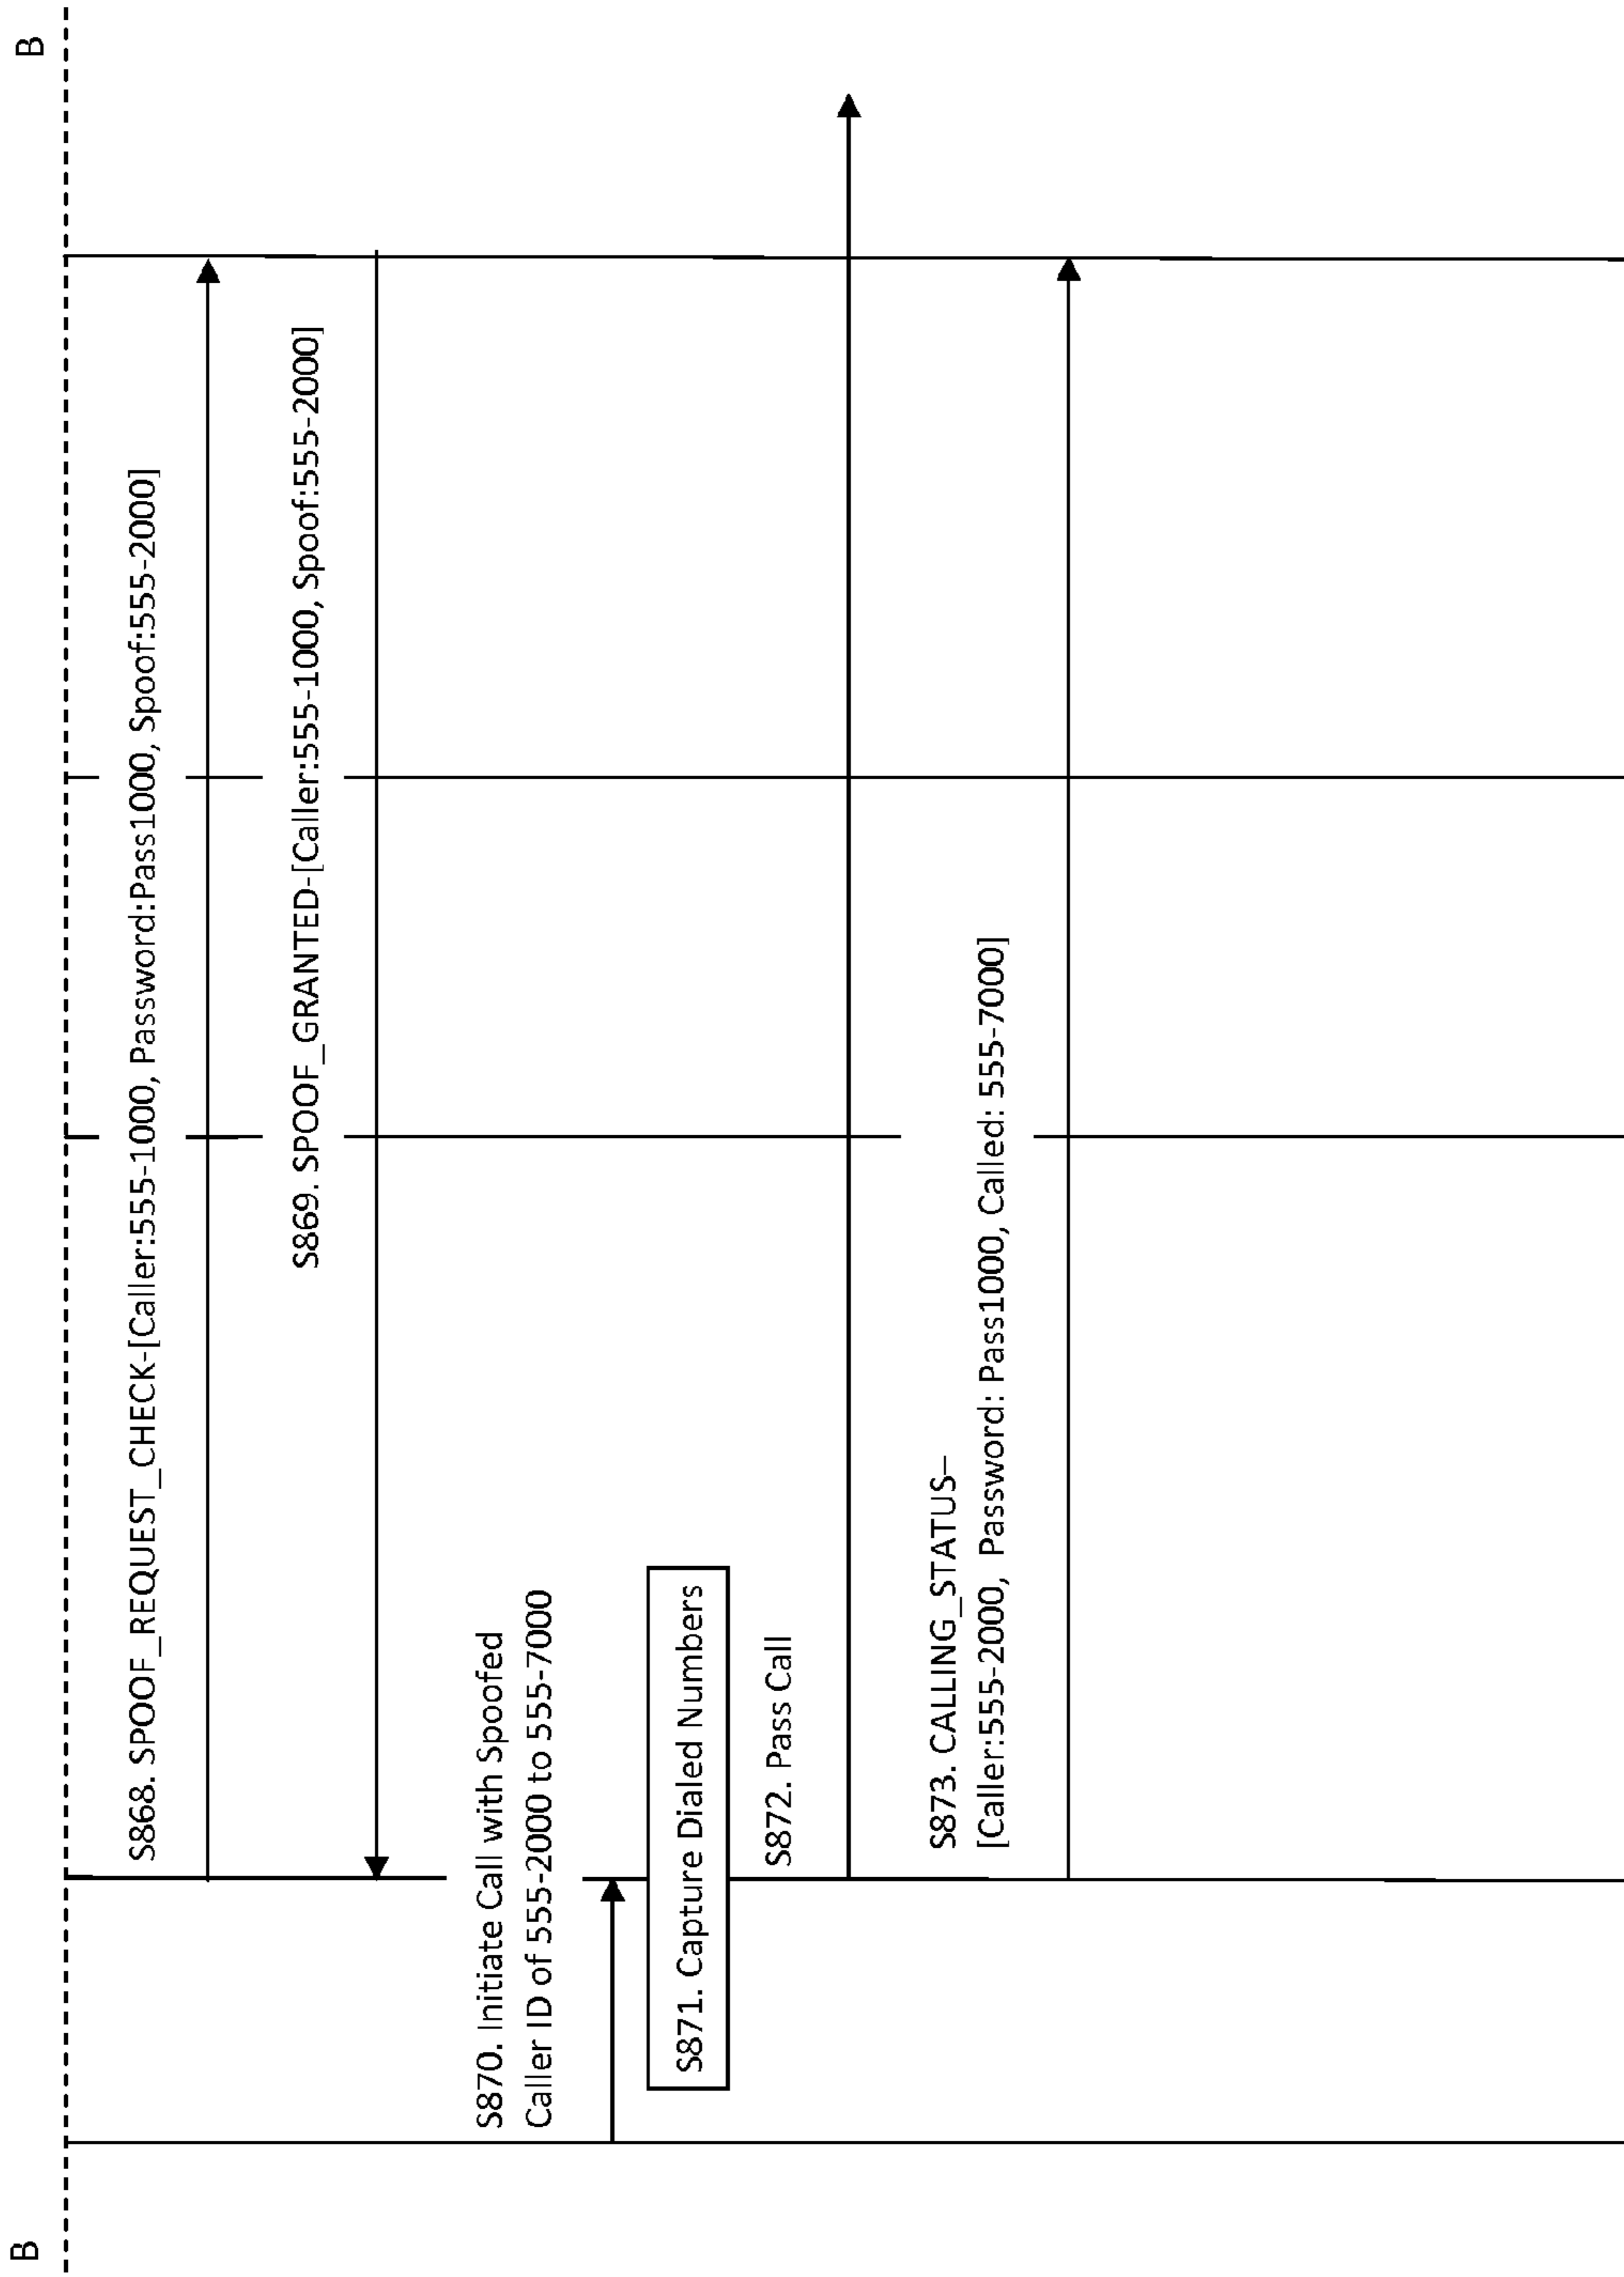 B
B
S868. SPOOF_REQUEST_CHECK-[Caller:555-1000, Password:Pass1000, Spoof:555-2000]
S869. SPOOF_GRANTED-[Caller:555-1000, Spoof:555-2000]
S870. Initiate Call with Spoofed
Caller ID of 555-2000 to 555-7000
S871. Capture Dialed Numbers
S872. Pass Call
S873. CALLING_STATUS–
[Caller:555-2000, Password: Pass1000, Called: 555-7000]